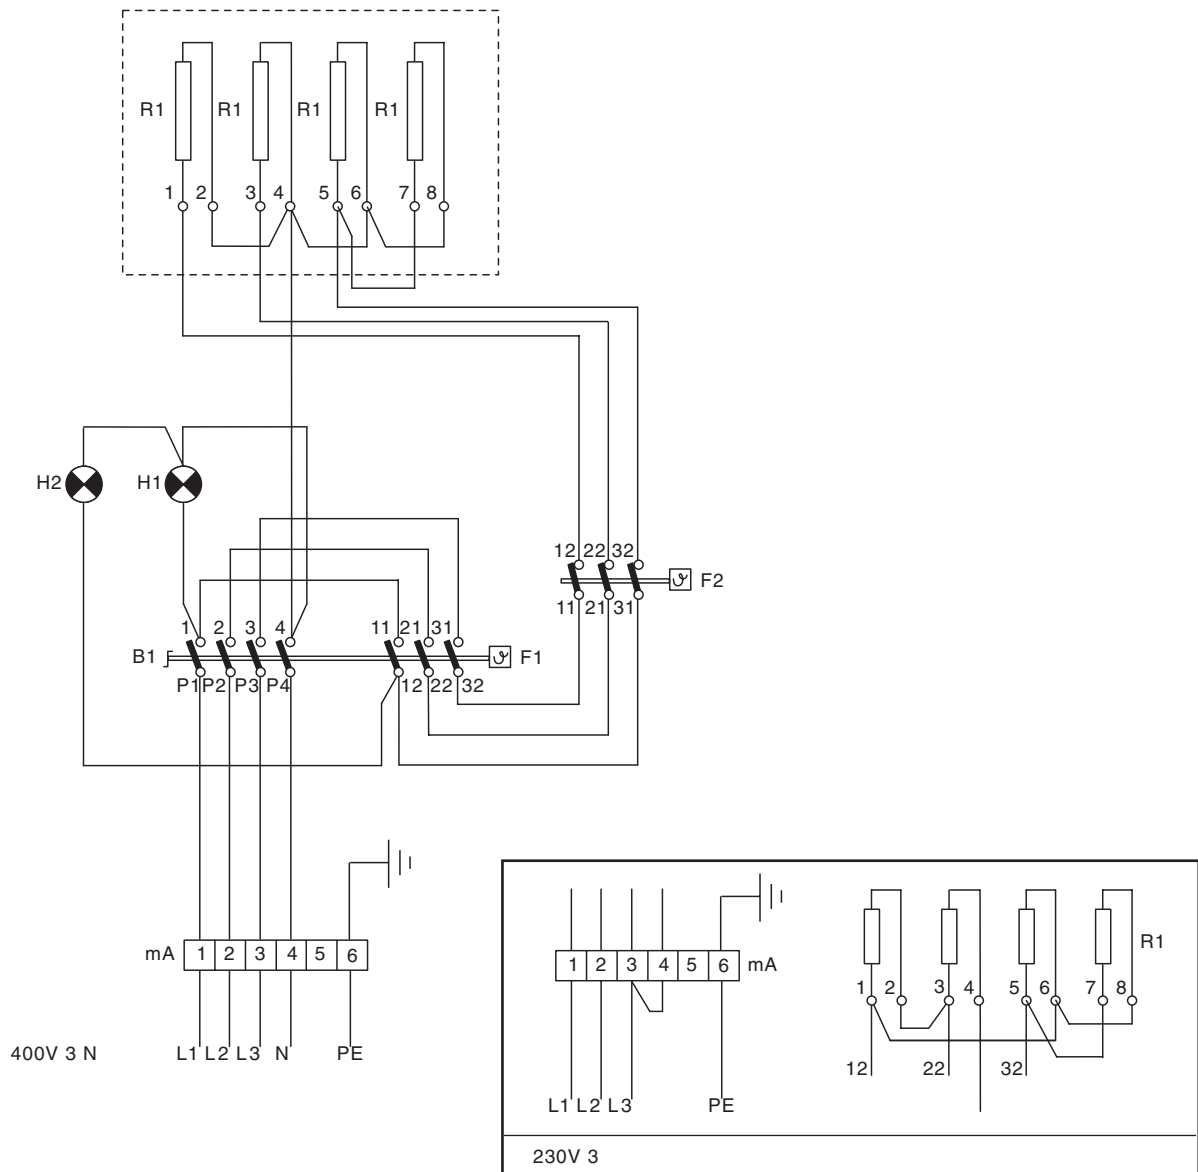 R1 R1 R1 R1
1 2 3 4 5 6 7 8
H2 H1
12 22 32
F2
11 21 31
1 2 3 4 11 21 31
B1 F1
P1 P2 P3 P4 12 22 32
mA 1 2 3 4 5 6
400V 3 N L1 L2 L3 N PE
1 2 3 4 5 6 mA
L1 L2 L3 PE
R1
1 2 3 4 5 6 7 8
12 22 32
230V 3